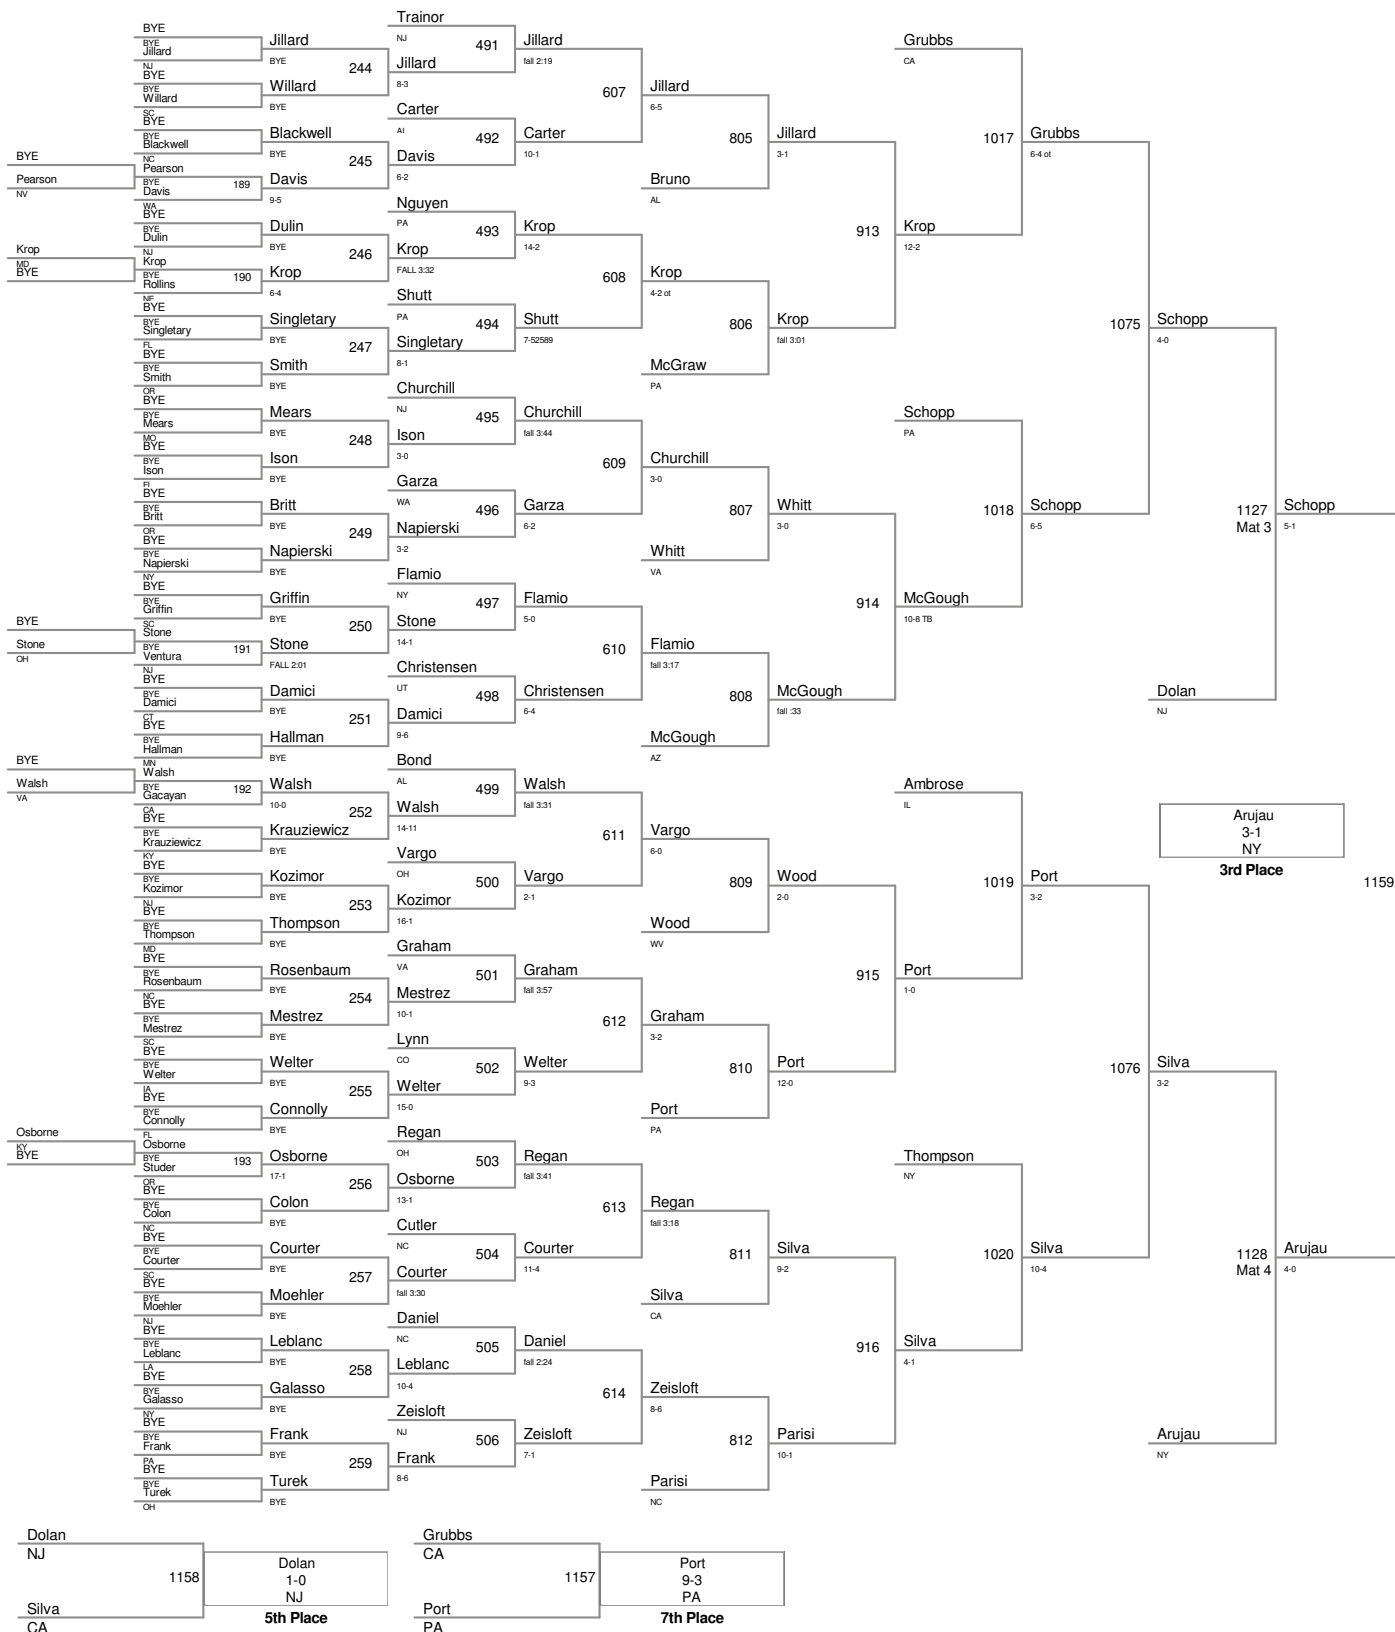 BYE
Pearson
NV
Krop
MD
BYE
BYE
Stone
OH
BYE
Walsh
VA
Osborne
KY
BYE
BYE
BYE
Jillard
NJ
BYE
BYE
Willard
SC
BYE
BYE
Blackwell
NC
Pearson
BYE
189
Davis
WA
BYE
BYE
Dulin
NJ
Krop
BYE
190
Rollins
NE
BYE
BYE
Singletary
FL
BYE
BYE
Smith
OR
BYE
BYE
Mears
MO
BYE
BYE
Ison
FL
BYE
BYE
Britt
OR
BYE
BYE
Napierski
NY
BYE
BYE
Griffin
SC
Stone
BYE
191
Ventura
NJ
BYE
BYE
Damici
CT
BYE
BYE
Hallman
MN
Walsh
BYE
192
Gacayan
CA
BYE
BYE
Krauziewicz
KY
BYE
BYE
Kozimor
NJ
BYE
BYE
Thompson
MD
BYE
BYE
Rosenbaum
NC
BYE
BYE
Mestrez
SC
BYE
BYE
Welter
IA
BYE
BYE
Connolly
FL
Osborne
BYE
193
Studer
OR
BYE
BYE
Colon
NC
BYE
BYE
Courter
SC
BYE
BYE
Moehler
NJ
BYE
BYE
Leblanc
LA
BYE
BYE
Galasso
NY
BYE
BYE
Frank
PA
BYE
BYE
Turek
OH
Jillard
BYE
244
Willard
BYE
Blackwell
BYE
245
Davis
9-5
Dulin
BYE
246
Krop
6-4
Singletary
BYE
247
Smith
BYE
Mears
BYE
248
Ison
BYE
Britt
BYE
249
Napierski
BYE
Griffin
BYE
250
Stone
FALL 2:01
Damici
BYE
251
Hallman
BYE
Walsh
10-0
252
Krauziewicz
BYE
Kozimor
BYE
253
Thompson
BYE
Rosenbaum
BYE
254
Mestrez
BYE
Welter
BYE
255
Connolly
BYE
Osborne
17-1
256
Colon
BYE
Courter
BYE
257
Moehler
BYE
Leblanc
BYE
258
Galasso
BYE
Frank
BYE
259
Turek
BYE
Trainor
NJ
491
Jillard
8-3
Carter
AI
492
Davis
6-2
Nguyen
PA
493
Krop
FALL 3:32
Shutt
PA
494
Singletary
8-1
Churchill
NJ
495
Ison
3-0
Garza
WA
496
Napierski
3-2
Flamio
NY
497
Stone
14-1
Christensen
UT
498
Damici
9-6
Bond
AL
499
Walsh
14-11
Vargo
OH
500
Kozimor
16-1
Graham
VA
501
Mestrez
10-1
Lynn
CO
502
Welter
15-0
Regan
OH
503
Osborne
13-1
Cutler
NC
504
Courter
fall 3:30
Daniel
NC
505
Leblanc
10-4
Zeisloft
NJ
506
Frank
8-6
Jillard
fall 2:19
607
Carter
10-1
Krop
14-2
608
Shutt
7-52589
Churchill
fall 3:44
609
Garza
6-2
Flamio
5-0
610
Christensen
6-4
Walsh
fall 3:31
611
Vargo
2-1
Graham
fall 3:57
612
Welter
9-3
Regan
fall 3:41
613
Courter
11-4
Daniel
fall 2:24
614
Zeisloft
7-1
Jillard
6-5
805
Bruno
AL
Krop
4-2 ot
806
McGraw
PA
Churchill
3-0
807
Whitt
VA
Flamio
fall 3:17
808
McGough
AZ
Vargo
6-0
809
Wood
WV
Graham
3-2
810
Port
PA
Regan
fall 3:18
811
Silva
CA
Zeisloft
8-6
812
Parisi
NC
Jillard
3-1
913
Krop
fall 3:01
Whitt
3-0
914
McGough
fall :33
Wood
2-0
915
Port
12-0
Silva
9-2
916
Parisi
10-1
Grubbs
CA
1017
Krop
12-2
Schopp
PA
1018
McGough
10-8 TB
Ambrose
IL
1019
Port
1-0
Thompson
NY
1020
Silva
4-1
Grubbs
6-4 ot
1075
Schopp
6-5
Port
3-2
1076
Silva
10-4
Schopp
4-0
1127
Mat 3
Dolan
NJ
Silva
3-2
1128
Mat 4
Arujau
NY
Schopp
5-1
Arujau
3-1
NY
3rd Place
1159
Arujau
4-0
Dolan
NJ
1158
Silva
CA
Dolan
1-0
NJ
5th Place
Grubbs
CA
1157
Port
PA
Port
9-3
PA
7th Place